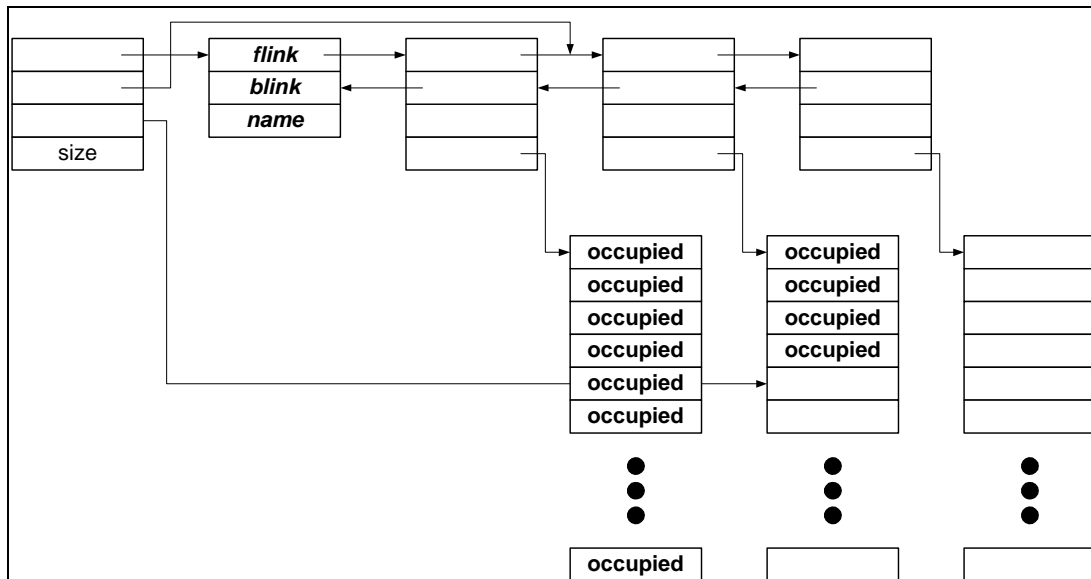 flink
blink
name
size
occupied occupied
occupied occupied
occupied occupied
occupied occupied
occupied
occupied
occupied